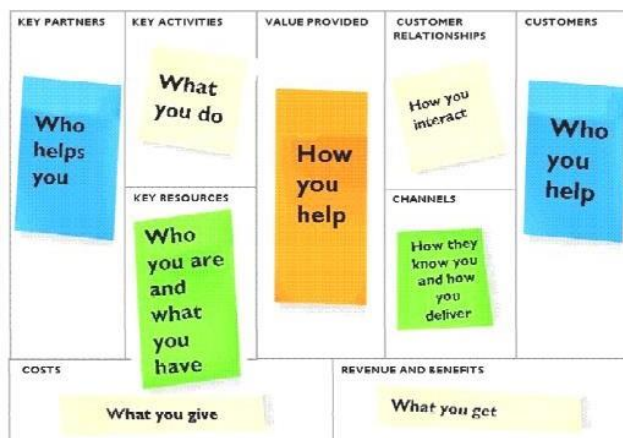 KEY PARTNERS
Who
helps
you
KEY ACTIVITIES
What
you do
KEY RESOURCES
Who
you are
and
what
you
have
VALUE PROVIDED
How
you
help
CUSTOMER
RELATIONSHIPS
How you
interact
CHANNELS
How they
know you
and how
you
deliver
CUSTOMERS
Who
you
help
COSTS
What you give
REVENUE AND BENEFITS
What you get